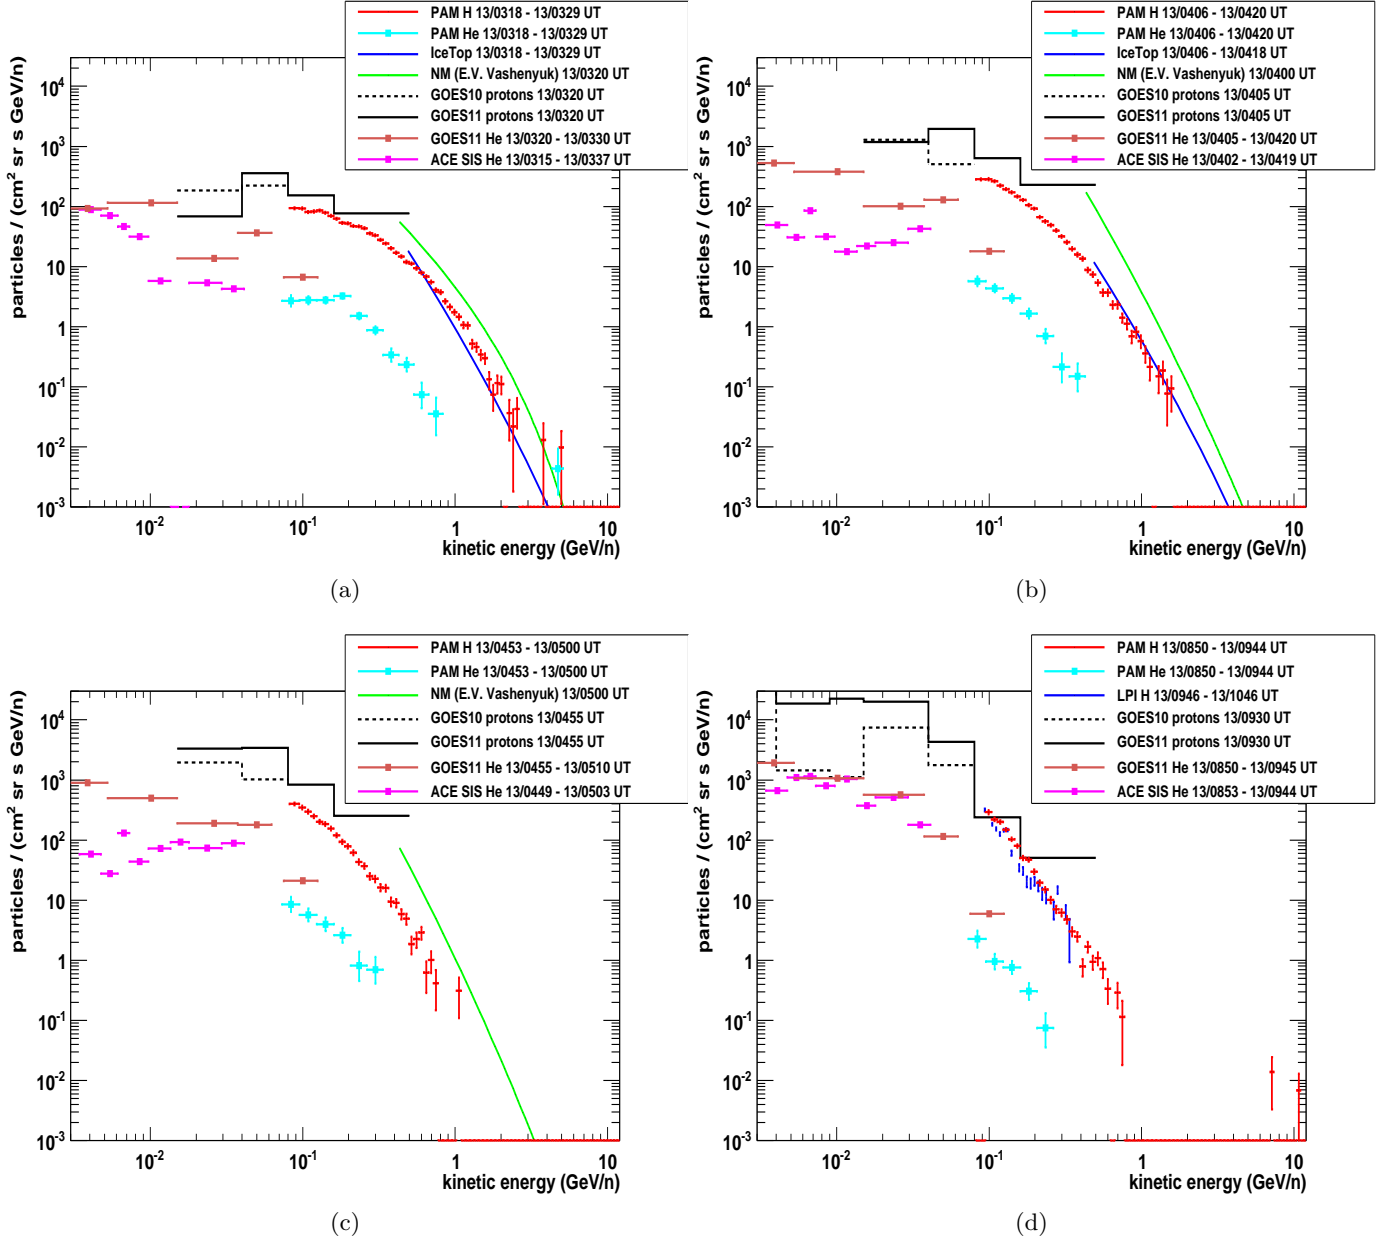 PAM H 13/0318 - 13/0329 UT
PAM He 13/0318 - 13/0329 UT
IceTop 13/0318 - 13/0329 UT
NM (E.V. Vashenyuk) 13/0320 UT
GOES10 protons 13/0320 UT
GOES11 protons 13/0320 UT
GOES11 He 13/0320 - 13/0330 UT
ACE SIS He 13/0315 - 13/0337 UT
particles / (cm² sr s GeV/n)
10⁴
10³
10²
10
1
10⁻¹
10⁻²
10⁻³
10⁻² 10⁻¹ 1 10
kinetic energy (GeV/n)
(a)
PAM H 13/0406 - 13/0420 UT
PAM He 13/0406 - 13/0420 UT
IceTop 13/0406 - 13/0418 UT
NM (E.V. Vashenyuk) 13/0400 UT
GOES10 protons 13/0405 UT
GOES11 protons 13/0405 UT
GOES11 He 13/0405 - 13/0420 UT
ACE SIS He 13/0402 - 13/0419 UT
particles / (cm² sr s GeV/n)
10⁴
10³
10²
10
1
10⁻¹
10⁻²
10⁻³
10⁻² 10⁻¹ 1 10
kinetic energy (GeV/n)
(b)
PAM H 13/0453 - 13/0500 UT
PAM He 13/0453 - 13/0500 UT
NM (E.V. Vashenyuk) 13/0500 UT
GOES10 protons 13/0455 UT
GOES11 protons 13/0455 UT
GOES11 He 13/0455 - 13/0510 UT
ACE SIS He 13/0449 - 13/0503 UT
particles / (cm² sr s GeV/n)
10⁴
10³
10²
10
1
10⁻¹
10⁻²
10⁻³
10⁻² 10⁻¹ 1 10
kinetic energy (GeV/n)
(c)
PAM H 13/0850 - 13/0944 UT
PAM He 13/0850 - 13/0944 UT
LPI H 13/0946 - 13/1046 UT
GOES10 protons 13/0930 UT
GOES11 protons 13/0930 UT
GOES11 He 13/0850 - 13/0945 UT
ACE SIS He 13/0853 - 13/0944 UT
particles / (cm² sr s GeV/n)
10⁴
10³
10²
10
1
10⁻¹
10⁻²
10⁻³
10⁻² 10⁻¹ 1 10
kinetic energy (GeV/n)
(d)